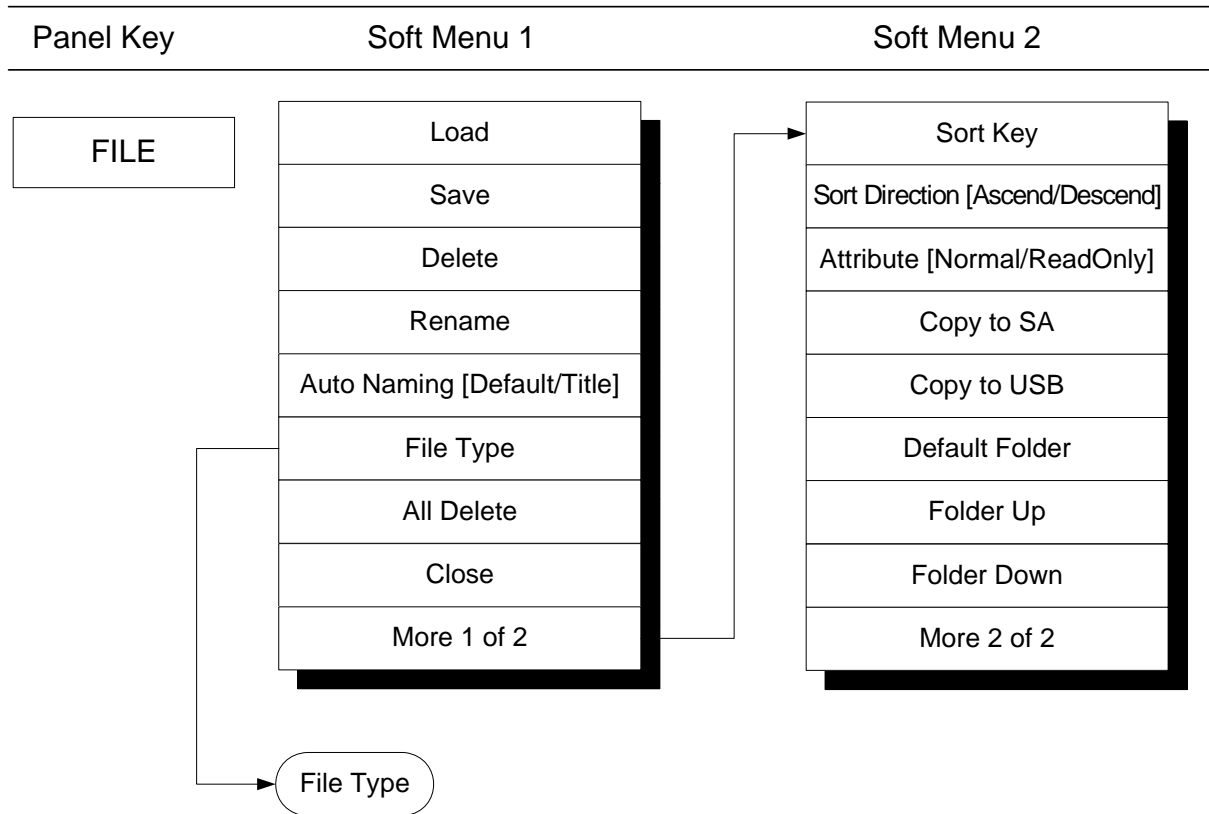 Panel Key
Soft Menu 1
Soft Menu 2
FILE
Load
Save
Delete
Rename
Auto Naming [Default/Title]
File Type
All Delete
Close
More 1 of 2
Sort Key
Sort Direction [Ascend/Descend]
Attribute [Normal/ReadOnly]
Copy to SA
Copy to USB
Default Folder
Folder Up
Folder Down
More 2 of 2
File Type